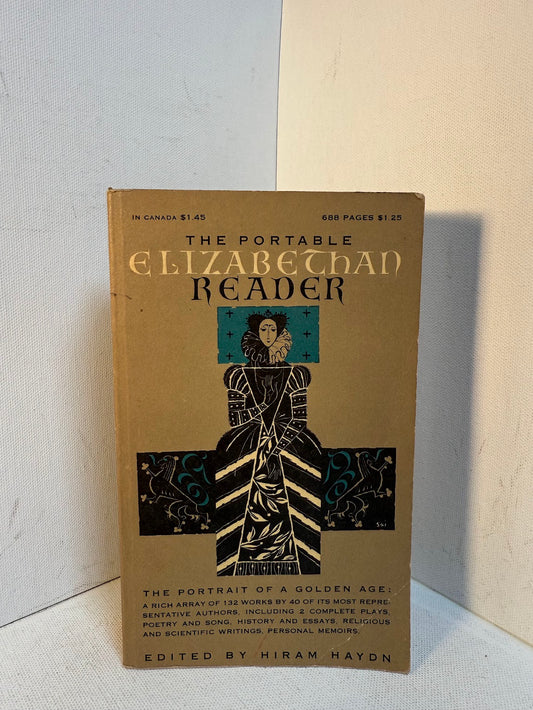 IN CANADA $1.45 688 PAGES $1.25
THE PORTABLE
ELIZABEThAN
READER
THE PORTRAIT OF A GOLDEN AGE:
A RICH ARRAY OF 132 WORKS BY 40 OF ITS MOST REPRE-
SENTATIVE AUTHORS, INCLUDING 2 COMPLETE PLAYS,
POETRY AND SONG, HISTORY AND ESSAYS, RELIGIOUS
AND SCIENTIFIC WRITINGS, PERSONAL MEMOIRS.
EDITED BY HIRAM HAYDN